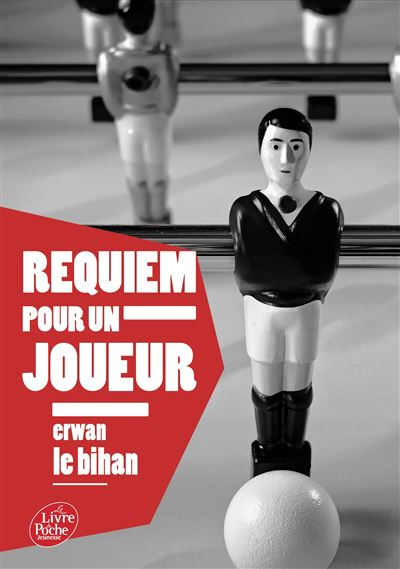 REQUIEM
POUR UN
JOUEUR
erwan
le bihan
Le
Livre
de
Poche
Jeunesse